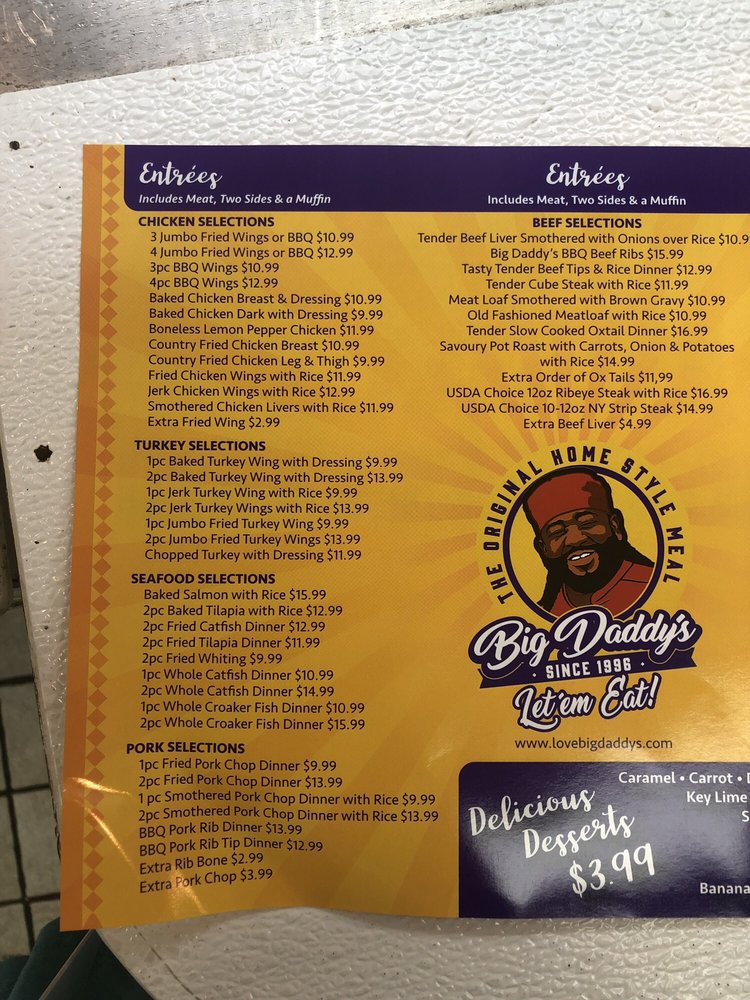 Entrées
Includes Meat, Two Sides & a Muffin
CHICKEN SELECTIONS
3 Jumbo Fried Wings or BBQ $10.99
4 Jumbo Fried Wings or BBQ $12.99
3pc BBQ Wings $10.99
4pc BBQ Wings $12.99
Baked Chicken Breast & Dressing $10.99
Baked Chicken Dark with Dressing $9.99
Boneless Lemon Pepper Chicken $11.99
Country Fried Chicken Breast $10.99
Country Fried Chicken Leg & Thigh $9.99
Fried Chicken Wings with Rice $11.99
Jerk Chicken Wings with Rice $12.99
Smothered Chicken Livers with Rice $11.99
Extra Fried Wing $2.99
TURKEY SELECTIONS
1pc Baked Turkey Wing with Dressing $9.99
2pc Baked Turkey Wing with Dressing $13.99
1pc Jerk Turkey Wing with Rice $9.99
2pc Jerk Turkey Wings with Rice $13.99
1pc Jumbo Fried Turkey Wing $9.99
2pc Jumbo Fried Turkey Wings $13.99
Chopped Turkey with Dressing $11.99
SEAFOOD SELECTIONS
Baked Salmon with Rice $15.99
2pc Baked Tilapia with Rice $12.99
2pc Fried Catfish Dinner $12.99
2pc Fried Tilapia Dinner $11.99
2pc Fried Whiting $9.99
1pc Whole Catfish Dinner $10.99
2pc Whole Catfish Dinner $14.99
1pc Whole Croaker Fish Dinner $10.99
2pc Whole Croaker Fish Dinner $15.99
PORK SELECTIONS
1pc Fried Pork Chop Dinner $9.99
2pc Fried Pork Chop Dinner $13.99
1 pc Smothered Pork Chop Dinner with Rice $9.99
2pc Smothered Pork Chop Dinner with Rice $13.99
BBQ Pork Rib Dinner $13.99
BBQ Pork Rib Tip Dinner $12.99
Extra Rib Bone $2.99
Extra Pork Chop $3.99
Entrées
Includes Meat, Two Sides & a Muffin
BEEF SELECTIONS
Tender Beef Liver Smothered with Onions over Rice $10.9
Big Daddy's BBQ Beef Ribs $15.99
Tasty Tender Beef Tips & Rice Dinner $12.99
Tender Cube Steak with Rice $11.99
Meat Loaf Smothered with Brown Gravy $10.99
Old Fashioned Meatloaf with Rice $10.99
Tender Slow Cooked Oxtail Dinner $16.99
Savoury Pot Roast with Carrots, Onion & Potatoes
with Rice $14.99
Extra Order of Ox Tails $11,99
USDA Choice 12oz Ribeye Steak with Rice $16.99
USDA Choice 10-12oz NY Strip Steak $14.99
Extra Beef Liver $4.99
THE ORIGINAL HOME STYLE MEAL
Big Daddy's
• SINCE 1996 •
Let'em Eat!
www.lovebigdaddys.com
Delicious
Desserts
$3.99
Caramel • Carrot •
Key Lime
Banana